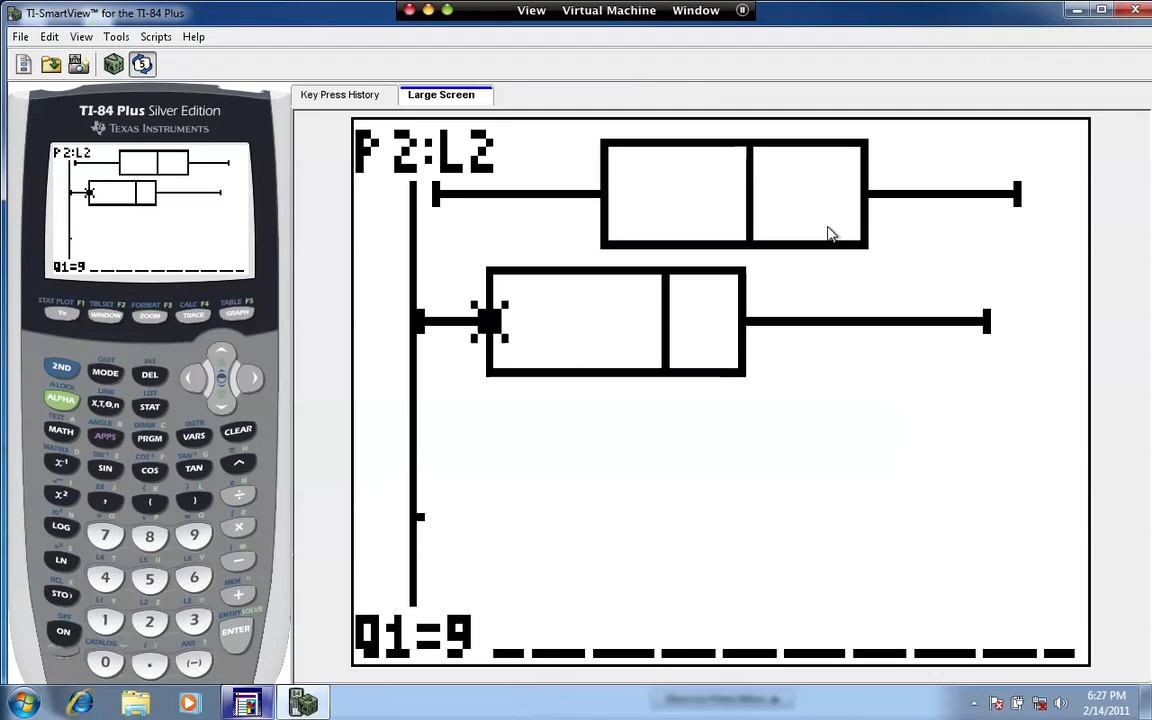 TI-SmartView™ for the TI-84 Plus
View Virtual Machine Window
File Edit View Tools Scripts Help
Key Press History Large Screen
TI-84 Plus Silver Edition
TEXAS INSTRUMENTS
P2:L2
Q1=9
P2:L2
Q1=9
STAT PLOT F1 TBLSET F2 FORMAT F3 CALC F4 TABLE F5
Y= WINDOW ZOOM TRACE GRAPH
QUIT INS
2ND MODE DEL
A-LOCK LINK LIST
ALPHA X,T,Θ,n STAT
TEST A ANGLE B DRAW C DISTR
MATH APPS PRGM VARS CLEAR
MATRIX D SIN⁻¹ E COS⁻¹ F TAN⁻¹ G π H
x⁻¹ SIN COS TAN ^
x² , ( ) ÷
LOG 7 8 9 ×
LN 4 5 6 −
RCL X L1 Y L2 Z L3 θ MEM "
STO› 1 2 3 +
OFF CATALOG ANS ? ENTRY SOLVE
ON 0 . (−) ENTER
6:27 PM
2/14/2011